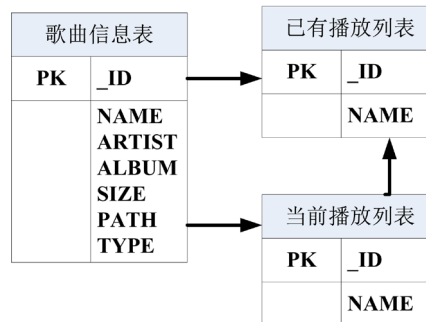 歌曲信息表
PK _ID
NAME
ARTIST
ALBUM
SIZE
PATH
TYPE
已有播放列表
PK _ID
NAME
当前播放列表
PK _ID
NAME